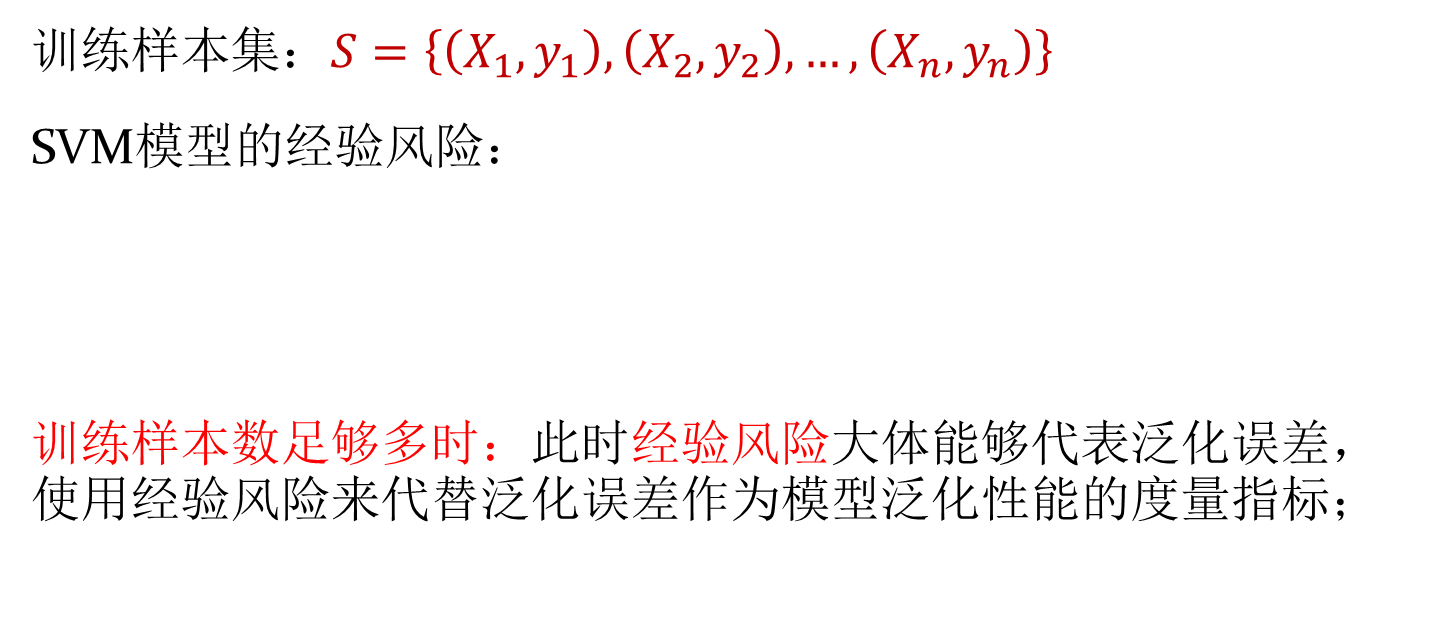 训练样本集：S = {(X₁, y₁), (X₂, y₂), … , (Xₙ, yₙ)}
SVM模型的经验风险：
训练样本数足够多时：此时经验风险大体能够代表泛化误差，
使用经验风险来代替泛化误差作为模型泛化性能的度量指标；